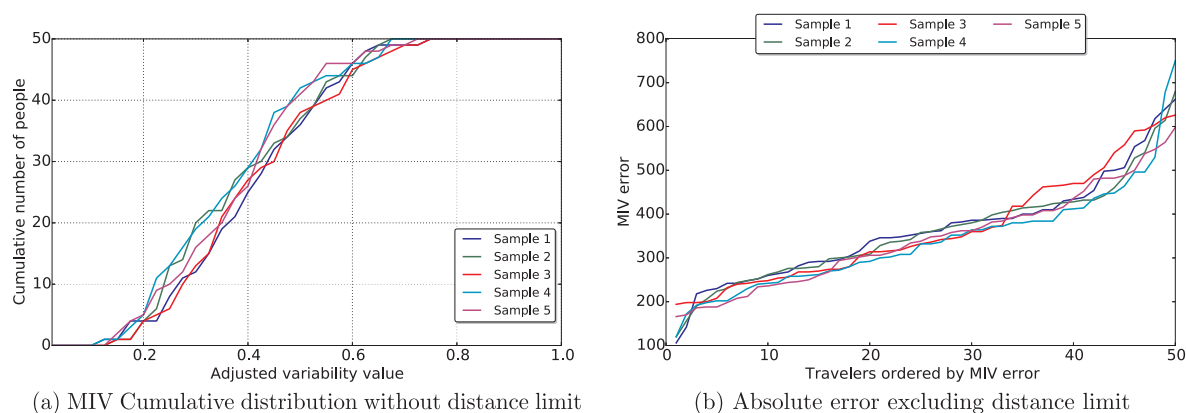 50
40
30
20
10
0
0.2
0.4
0.6
0.8
1.0
Cumulative number of people
Adjusted variability value
Sample 1
Sample 2
Sample 3
Sample 4
Sample 5
(a) MIV Cumulative distribution without distance limit
Sample 1
Sample 2
Sample 3
Sample 4
Sample 5
800
700
600
500
400
300
200
100
0
10
20
30
40
50
MIV error
Travelers ordered by MIV error
(b) Absolute error excluding distance limit